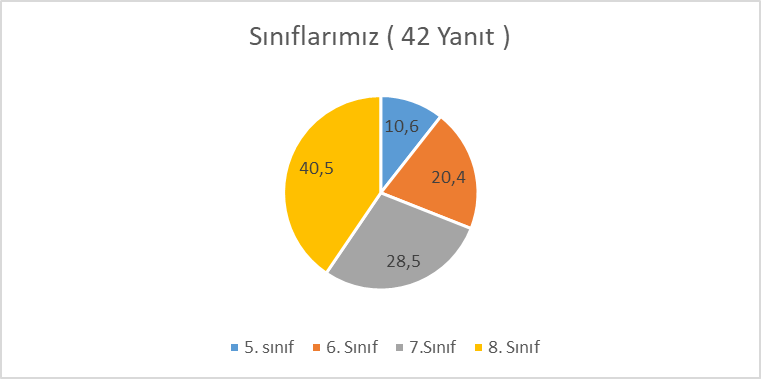 Sınıflarımız ( 42 Yanıt )
10,6
20,4
28,5
40,5
5. sınıf 6. Sınıf 7.Sınıf 8. Sınıf